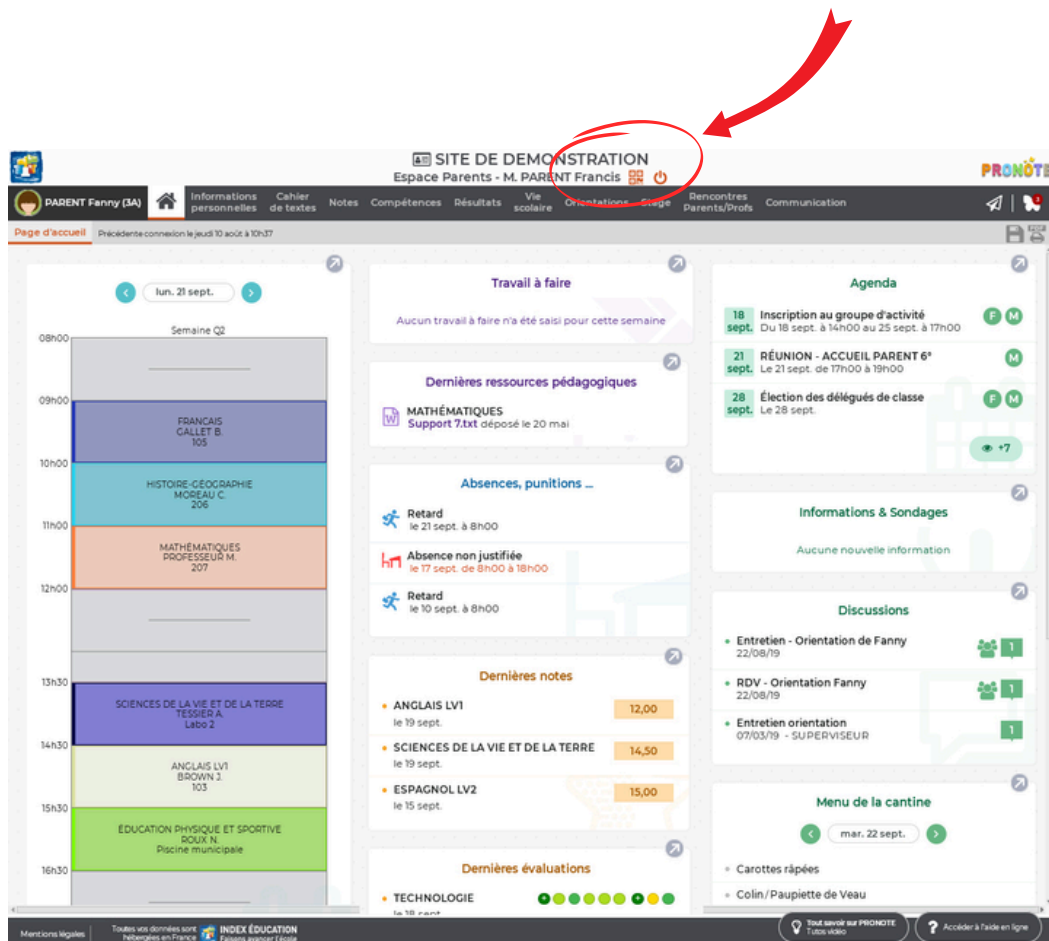 SITE DE DEMONSTRATION
Espace Parents - M. PARENT Francis
PRONOTE
PARENT Fanny (3A)
Informations personnelles
Cahier de textes
Notes
Compétences
Résultats
Vie scolaire
Orientations
Stage
Rencontres Parents/Profs
Communication
2
Page d'accueil
Précédente connexion le jeudi 10 août à 10h37
PDF
lun. 21 sept.
Semaine Q2
08h00
09h00
FRANCAIS
GALLET B.
105
10h00
HISTOIRE-GÉOGRAPHIE
MOREAU C.
206
11h00
MATHÉMATIQUES
PROFESSEUR M.
207
12h00
13h30
SCIENCES DE LA VIE ET DE LA TERRE
TESSIER A.
Labo 2
14h30
ANGLAIS LV1
BROWN J.
103
15h30
ÉDUCATION PHYSIQUE ET SPORTIVE
ROUX N.
Piscine municipale
16h30
Travail à faire
Aucun travail à faire n'a été saisi pour cette semaine
Dernières ressources pédagogiques
W
MATHÉMATIQUES
Support 7.txt déposé le 20 mai
Absences, punitions ...
Retard
le 21 sept. à 8h00
Absence non justifiée
le 17 sept. de 8h00 à 18h00
Retard
le 10 sept. à 8h00
Dernières notes
ANGLAIS LV1
le 19 sept.
12,00
SCIENCES DE LA VIE ET DE LA TERRE
le 19 sept.
14,50
ESPAGNOL LV2
le 15 sept.
15,00
Dernières évaluations
TECHNOLOGIE
le 18 sept.
Agenda
18 sept.
Inscription au groupe d'activité
Du 18 sept. à 14h00 au 25 sept. à 17h00
F M
21 sept.
RÉUNION - ACCUEIL PARENT 6°
Le 21 sept. de 17h00 à 19h00
M
28 sept.
Élection des délégués de classe
Le 28 sept.
F M
+7
Informations & Sondages
Aucune nouvelle information
Discussions
Entretien - Orientation de Fanny
22/08/19
1
RDV - Orientation Fanny
22/08/19
1
Entretien orientation
07/03/19 - SUPERVISEUR
1
Menu de la cantine
mar. 22 sept.
Carottes râpées
Colin/Paupiette de Veau
Mentions légales
Toutes vos données sont hébergées en France
INDEX ÉDUCATION
Faisons avancer l'école
Tout savoir sur PRONOTE
Tutos vidéo
? Accéder à l'aide en ligne